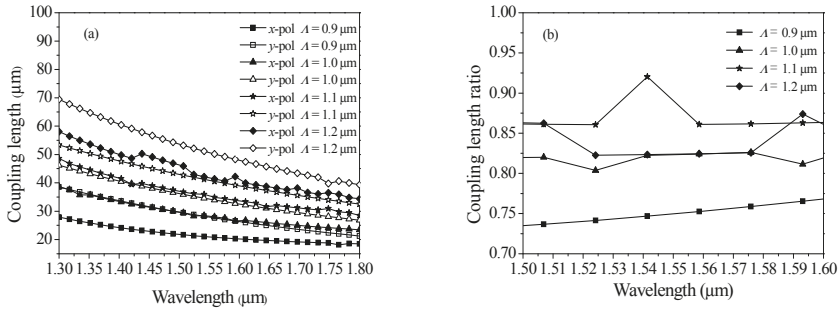 (a)
x-pol Λ = 0.9 μm
y-pol Λ = 0.9 μm
x-pol Λ = 1.0 μm
y-pol Λ = 1.0 μm
x-pol Λ = 1.1 μm
y-pol Λ = 1.1 μm
x-pol Λ = 1.2 μm
y-pol Λ = 1.2 μm
Coupling length (μm)
100
90
80
70
60
50
40
30
20
1.30 1.35 1.40 1.45 1.50 1.55 1.60 1.65 1.70 1.75 1.80
Wavelength (μm)
(b)
Λ = 0.9 μm
Λ = 1.0 μm
Λ = 1.1 μm
Λ = 1.2 μm
Coupling length ratio
1.00
0.95
0.90
0.85
0.80
0.75
0.70
1.50 1.51 1.52 1.53 1.54 1.55 1.56 1.57 1.58 1.59 1.60
Wavelength (μm)